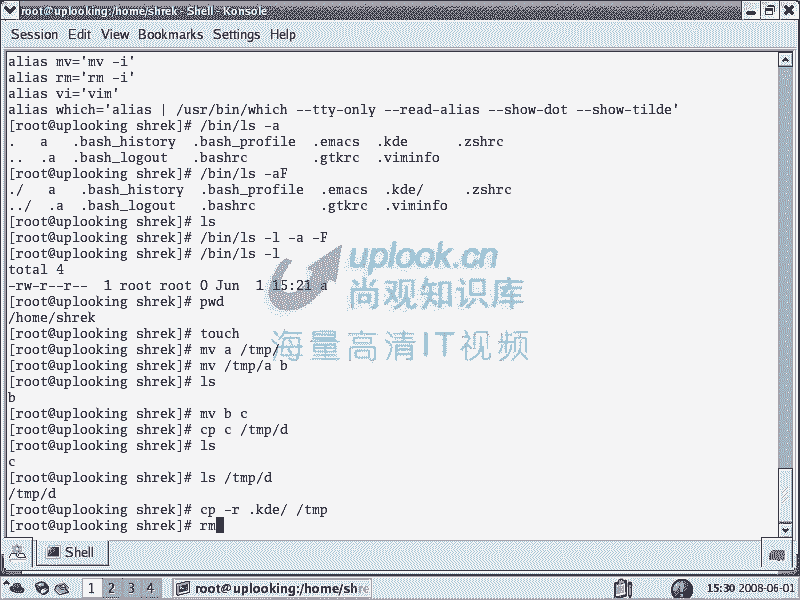 root@uplooking:/home/shrek - Shell - Konsole
Session Edit View Bookmarks Settings Help
alias mv='mv -i'
alias rm='rm -i'
alias vi='vim'
alias which='alias | /usr/bin/which --tty-only --read-alias --show-dot --show-tilde'
[root@uplooking shrek]# /bin/ls -a
. a .bash_history .bash_profile .emacs .kde .zshrc
.. .a .bash_logout .bashrc .gtkrc .viminfo
[root@uplooking shrek]# /bin/ls -aF
./ a .bash_history .bash_profile .emacs .kde/ .zshrc
../ .a .bash_logout .bashrc .gtkrc .viminfo
[root@uplooking shrek]# ls
[root@uplooking shrek]# /bin/ls -l -a -F
[root@uplooking shrek]# /bin/ls -l
total 4
-rw-r--r-- 1 root root 0 Jun 1 15:21 a
[root@uplooking shrek]# pwd
/home/shrek
[root@uplooking shrek]# touch
[root@uplooking shrek]# mv a /tmp/
[root@uplooking shrek]# mv /tmp/a b
[root@uplooking shrek]# ls
b
[root@uplooking shrek]# mv b c
[root@uplooking shrek]# cp c /tmp/d
[root@uplooking shrek]# ls
c
[root@uplooking shrek]# ls /tmp/d
/tmp/d
[root@uplooking shrek]# cp -r .kde/ /tmp
[root@uplooking shrek]# rm
uplook.cn
尚观知识库
海量高清IT视频
Shell
1 2 3 4 root@uplooking:/home/shre 15:30 2008-06-01